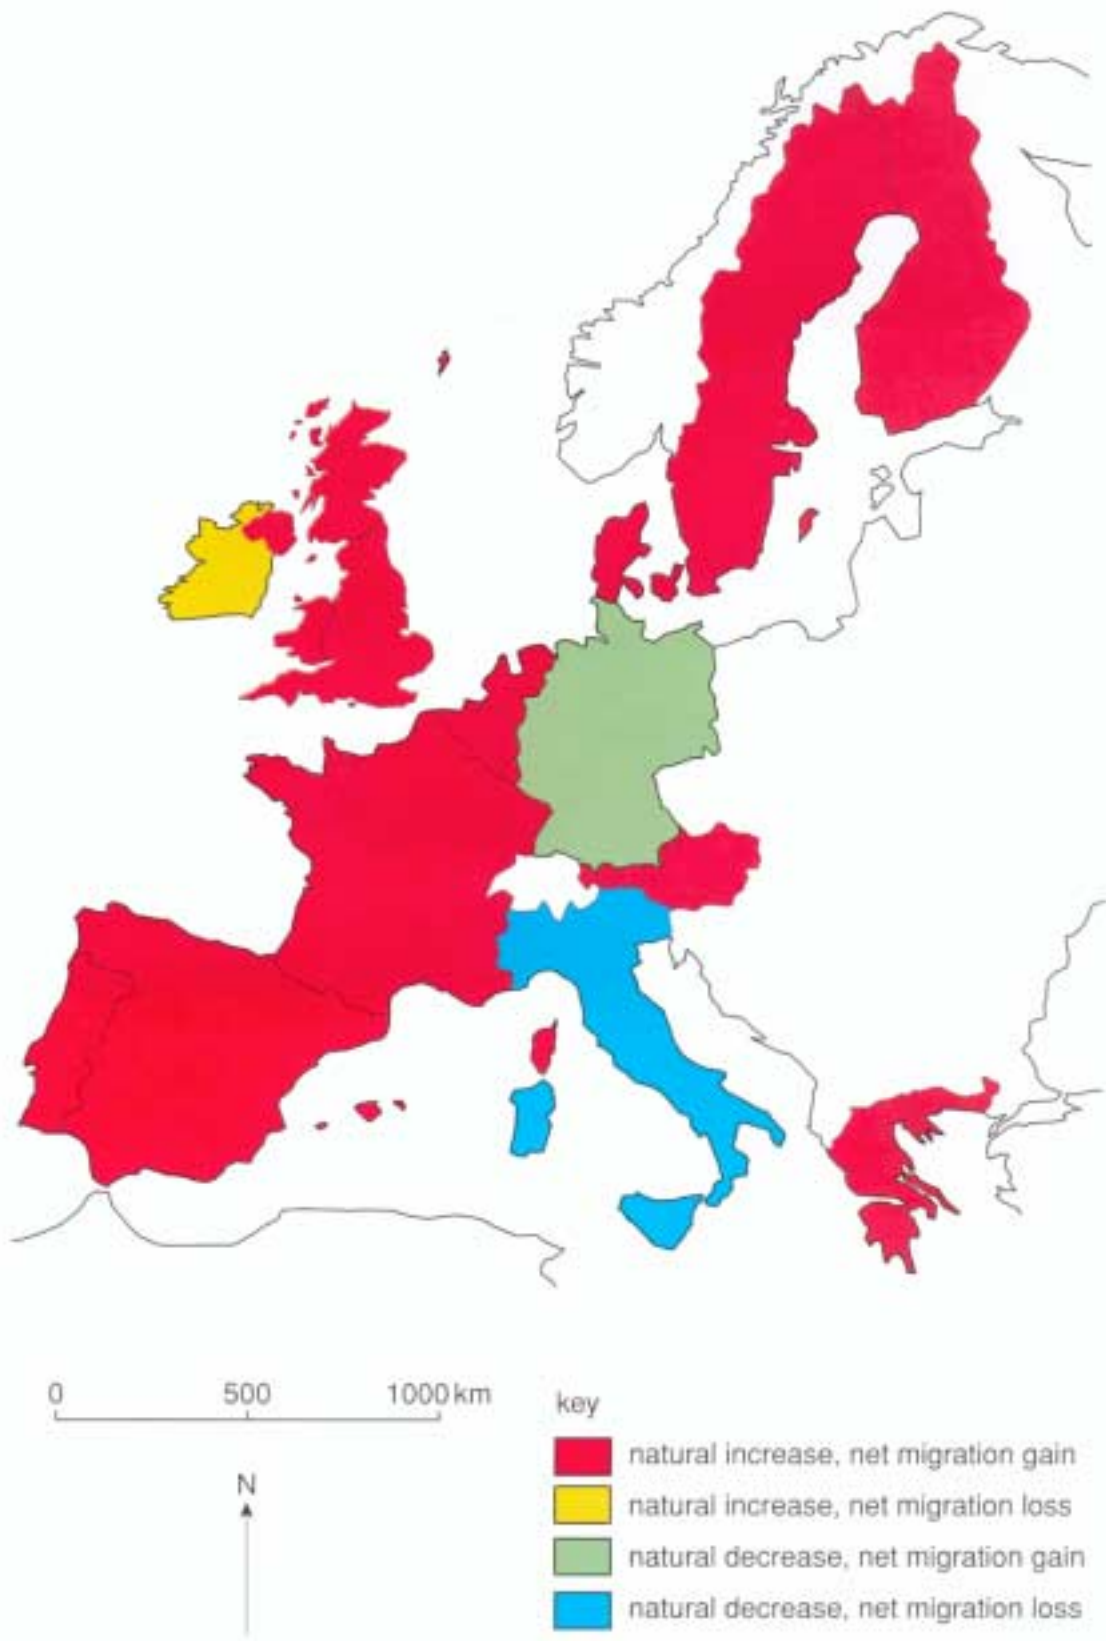 0 500 1000 km
N
key
natural increase, net migration gain
natural increase, net migration loss
natural decrease, net migration gain
natural decrease, net migration loss